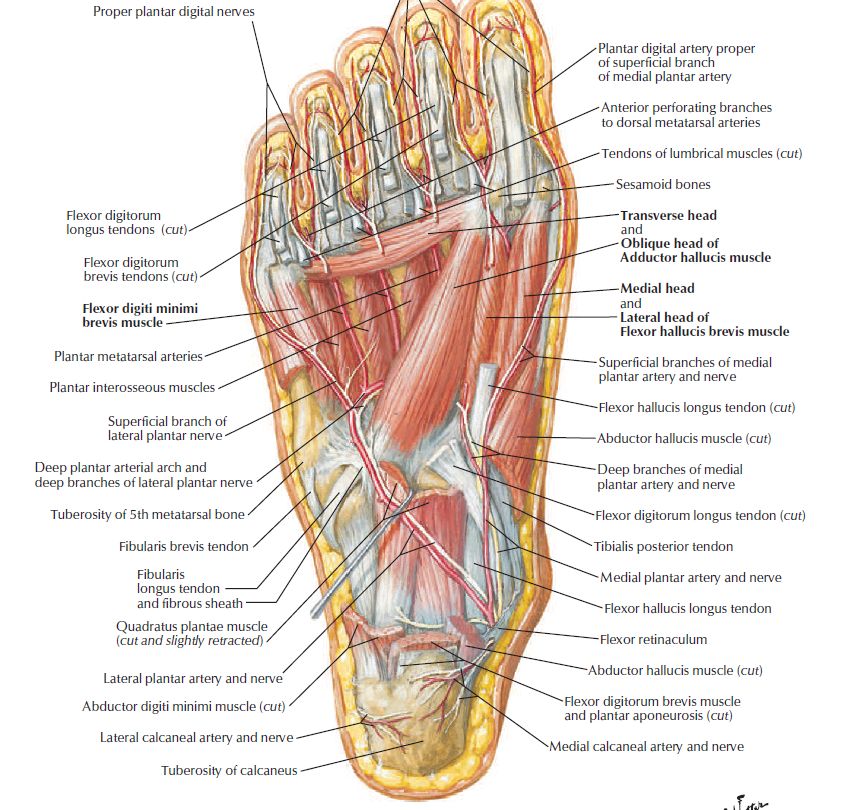 Proper plantar digital nerves
Flexor digitorum
longus tendons (cut)
Flexor digitorum
brevis tendons (cut)
Flexor digiti minimi
brevis muscle
Plantar metatarsal arteries
Plantar interosseous muscles
Superficial branch of
lateral plantar nerve
Deep plantar arterial arch and
deep branches of lateral plantar nerve
Tuberosity of 5th metatarsal bone
Fibularis brevis tendon
Fibularis
longus tendon
and fibrous sheath
Quadratus plantae muscle
(cut and slightly retracted)
Lateral plantar artery and nerve
Abductor digiti minimi muscle (cut)
Lateral calcaneal artery and nerve
Tuberosity of calcaneus
Plantar digital artery proper
of superficial branch
of medial plantar artery
Anterior perforating branches
to dorsal metatarsal arteries
Tendons of lumbrical muscles (cut)
Sesamoid bones
Transverse head
and
Oblique head of
Adductor hallucis muscle
Medial head
and
Lateral head of
Flexor hallucis brevis muscle
Superficial branches of medial
plantar artery and nerve
Flexor hallucis longus tendon (cut)
Abductor hallucis muscle (cut)
Deep branches of medial
plantar artery and nerve
Flexor digitorum longus tendon (cut)
Tibialis posterior tendon
Medial plantar artery and nerve
Flexor hallucis longus tendon
Flexor retinaculum
Abductor hallucis muscle (cut)
Flexor digitorum brevis muscle
and plantar aponeurosis (cut)
Medial calcaneal artery and nerve